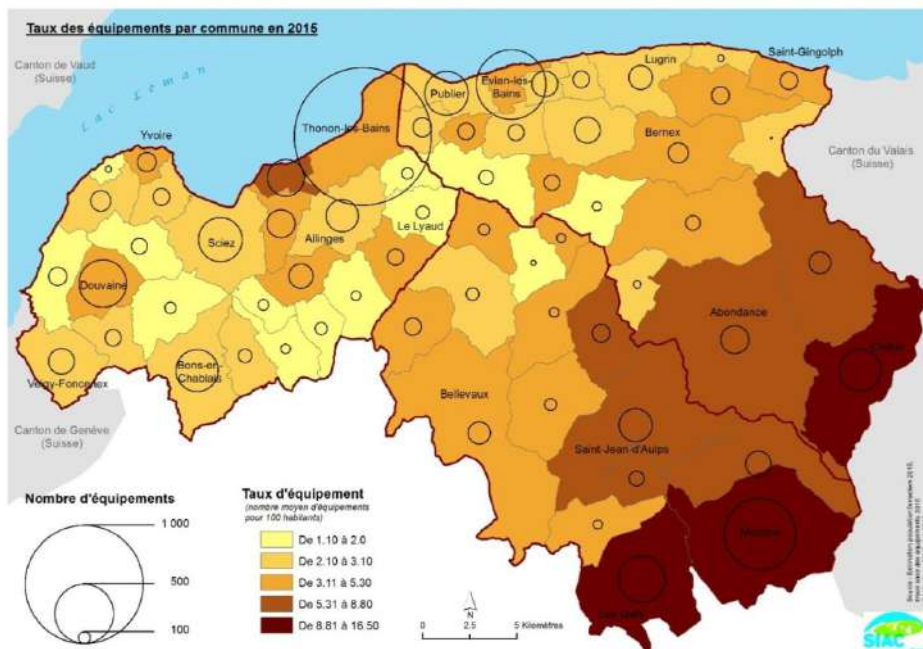 Taux des équipements par commune en 2015
Canton de Vaud
(Suisse)
Lac Léman
Saint-Gingolph
Lugrin
Evian-les-
Bains
Publier
Thonon-les-Bains
Yvoire
Bernex
Canton du Valais
(Suisse)
Sciez
Allinges
Le Lyaud
Douvaine
Abondance
Bons-en-
Chablais
Veigy-Foncenex
Bellevaux
Canton de Genève
(Suisse)
Saint-Jean-d'Aulps
Morzine
Les Gets
Nombre d'équipements
1 000
500
100
Taux d'équipement
(nombre moyen d'équipements
pour 100 habitants)
De 1.10 à 2.0
De 2.10 à 3.10
De 3.11 à 5.30
De 5.31 à 8.80
De 8.81 à 16.50
N
0 2.5 5 Kilomètres
SIAC